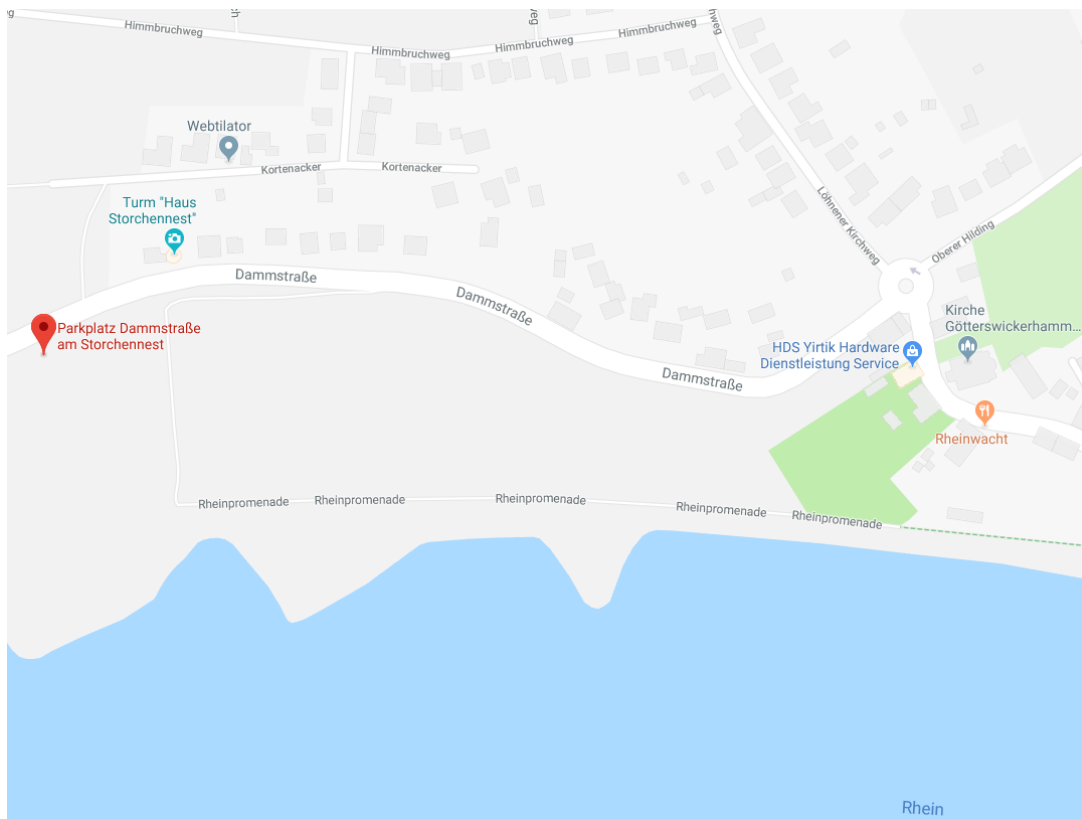 Himmbruchweg
Himmbruchweg
Himmbruchweg
Himmbruchweg
Webtilator
Kortenacker
Kortenacker
Löhnener Kirchweg
Oberer Hilding
Turm "Haus
Storchennest"
Dammstraße
Dammstraße
Dammstraße
Parkplatz Dammstraße
am Storchennest
Kirche
Götterswickerhamm...
HDS Yirtik Hardware
Dienstleistung Service
Rheinwacht
Rheinpromenade
Rheinpromenade
Rheinpromenade
Rheinpromenade
Rheinpromenade
Rhein